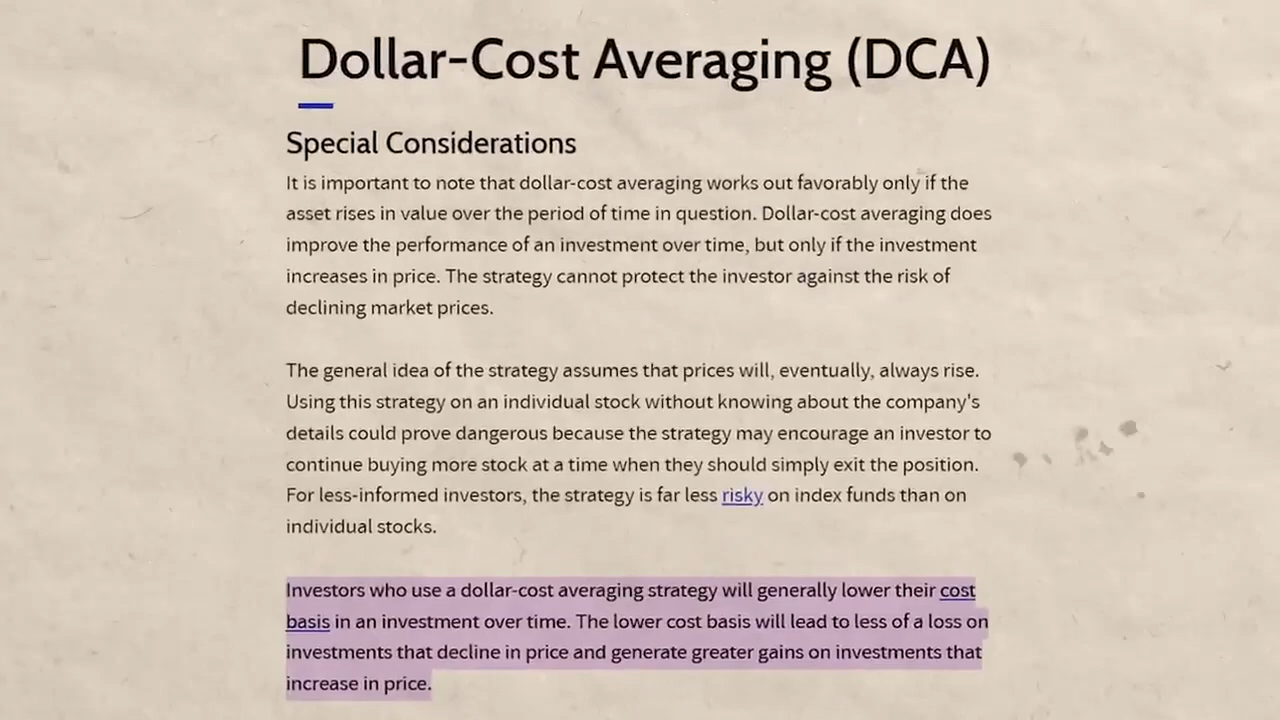 Dollar-Cost Averaging (DCA)
Special Considerations
It is important to note that dollar-cost averaging works out favorably only if the
asset rises in value over the period of time in question. Dollar-cost averaging does
improve the performance of an investment over time, but only if the investment
increases in price. The strategy cannot protect the investor against the risk of
declining market prices.
The general idea of the strategy assumes that prices will, eventually, always rise.
Using this strategy on an individual stock without knowing about the company's
details could prove dangerous because the strategy may encourage an investor to
continue buying more stock at a time when they should simply exit the position.
For less-informed investors, the strategy is far less risky on index funds than on
individual stocks.
Investors who use a dollar-cost averaging strategy will generally lower their cost
basis in an investment over time. The lower cost basis will lead to less of a loss on
investments that decline in price and generate greater gains on investments that
increase in price.